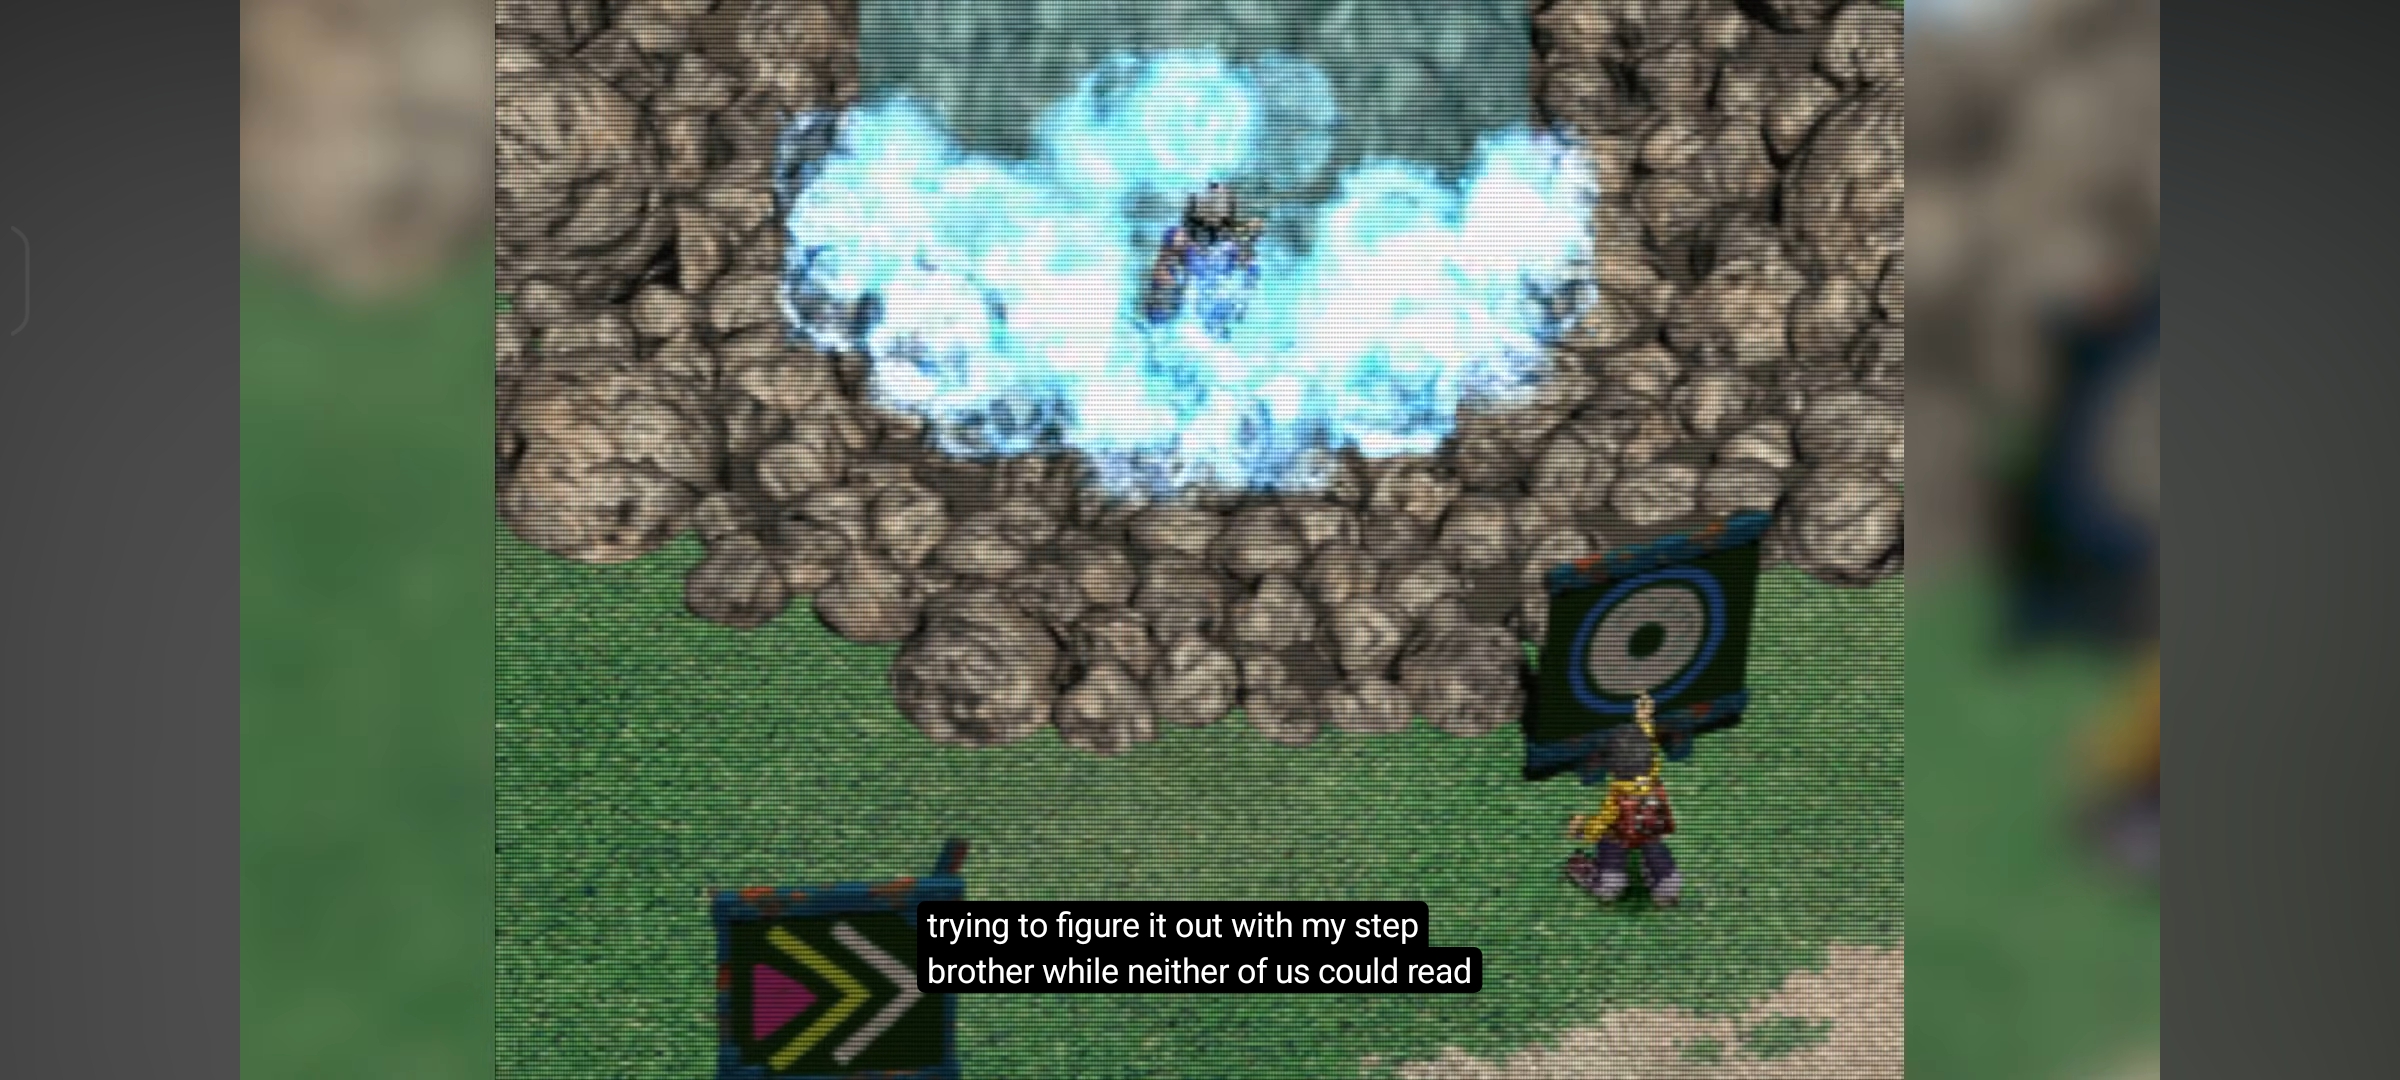 trying to figure it out with my step
brother while neither of us could read